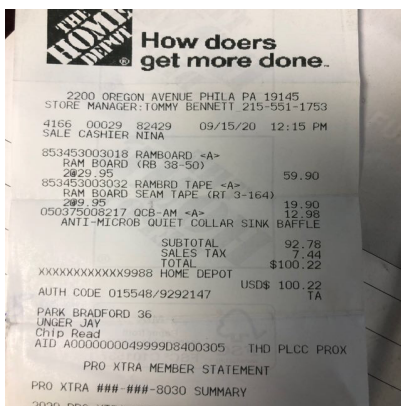 THE
HOME
DEPOT
®
How doers
get more done™
2200 OREGON AVENUE PHILA PA 19145
STORE MANAGER:TOMMY BENNETT 215-551-1753
4166 00029 82429 09/15/20 12:15 PM
SALE CASHIER NINA
853453003018 RAMBOARD <A>
RAM BOARD (RB 38-50)
2@29.95 59.90
853453003032 RAMBRD TAPE <A>
RAM BOARD SEAM TAPE (RT 3-164)
2@9.95 19.90
050375008217 QCB-AM <A> 12.98
ANTI-MICROB QUIET COLLAR SINK BAFFLE
SUBTOTAL 92.78
SALES TAX 7.44
TOTAL $100.22
XXXXXXXXXXXX9988 HOME DEPOT
USD$ 100.22
AUTH CODE 015548/9292147 TA
PARK BRADFORD 36
UNGER JAY
Chip Read
AID A0000000049999D8400305 THD PLCC PROX
PRO XTRA MEMBER STATEMENT
PRO XTRA ###-###-8030 SUMMARY